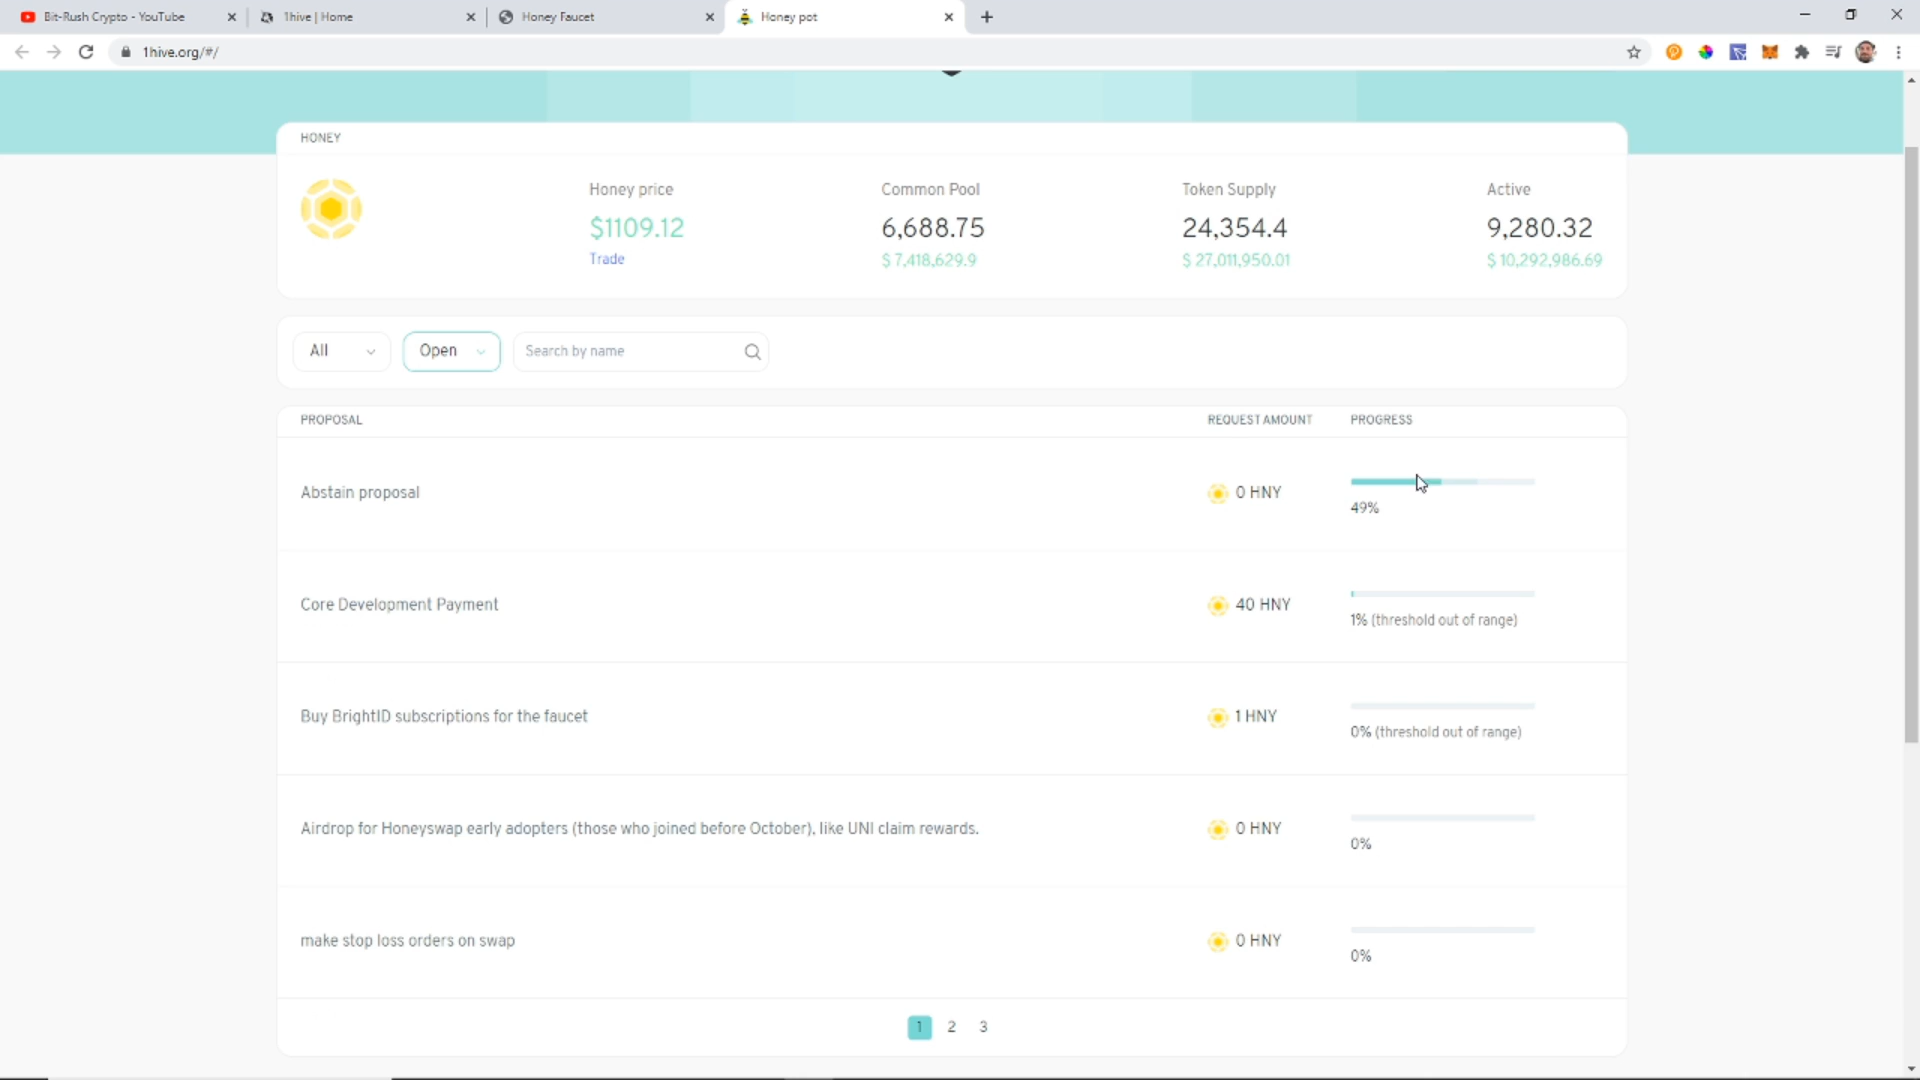 Bit-Rush Crypto - YouTube
1hive | Home
Honey Faucet
Honey pot
1hive.org/#/
HONEY
Honey price
Common Pool
Token Supply
Active
$1109.12
6,688.75
24,354.4
9,280.32
Trade
$ 7,418,629.9
$ 27,011,950.01
$ 10,292,986.69
All
Open
Search by name
PROPOSAL
REQUEST AMOUNT
PROGRESS
Abstain proposal
0 HNY
49%
Core Development Payment
40 HNY
1% (threshold out of range)
Buy BrightID subscriptions for the faucet
1 HNY
0% (threshold out of range)
Airdrop for Honeyswap early adopters (those who joined before October), like UNI claim rewards.
0 HNY
0%
make stop loss orders on swap
0 HNY
0%
1 2 3